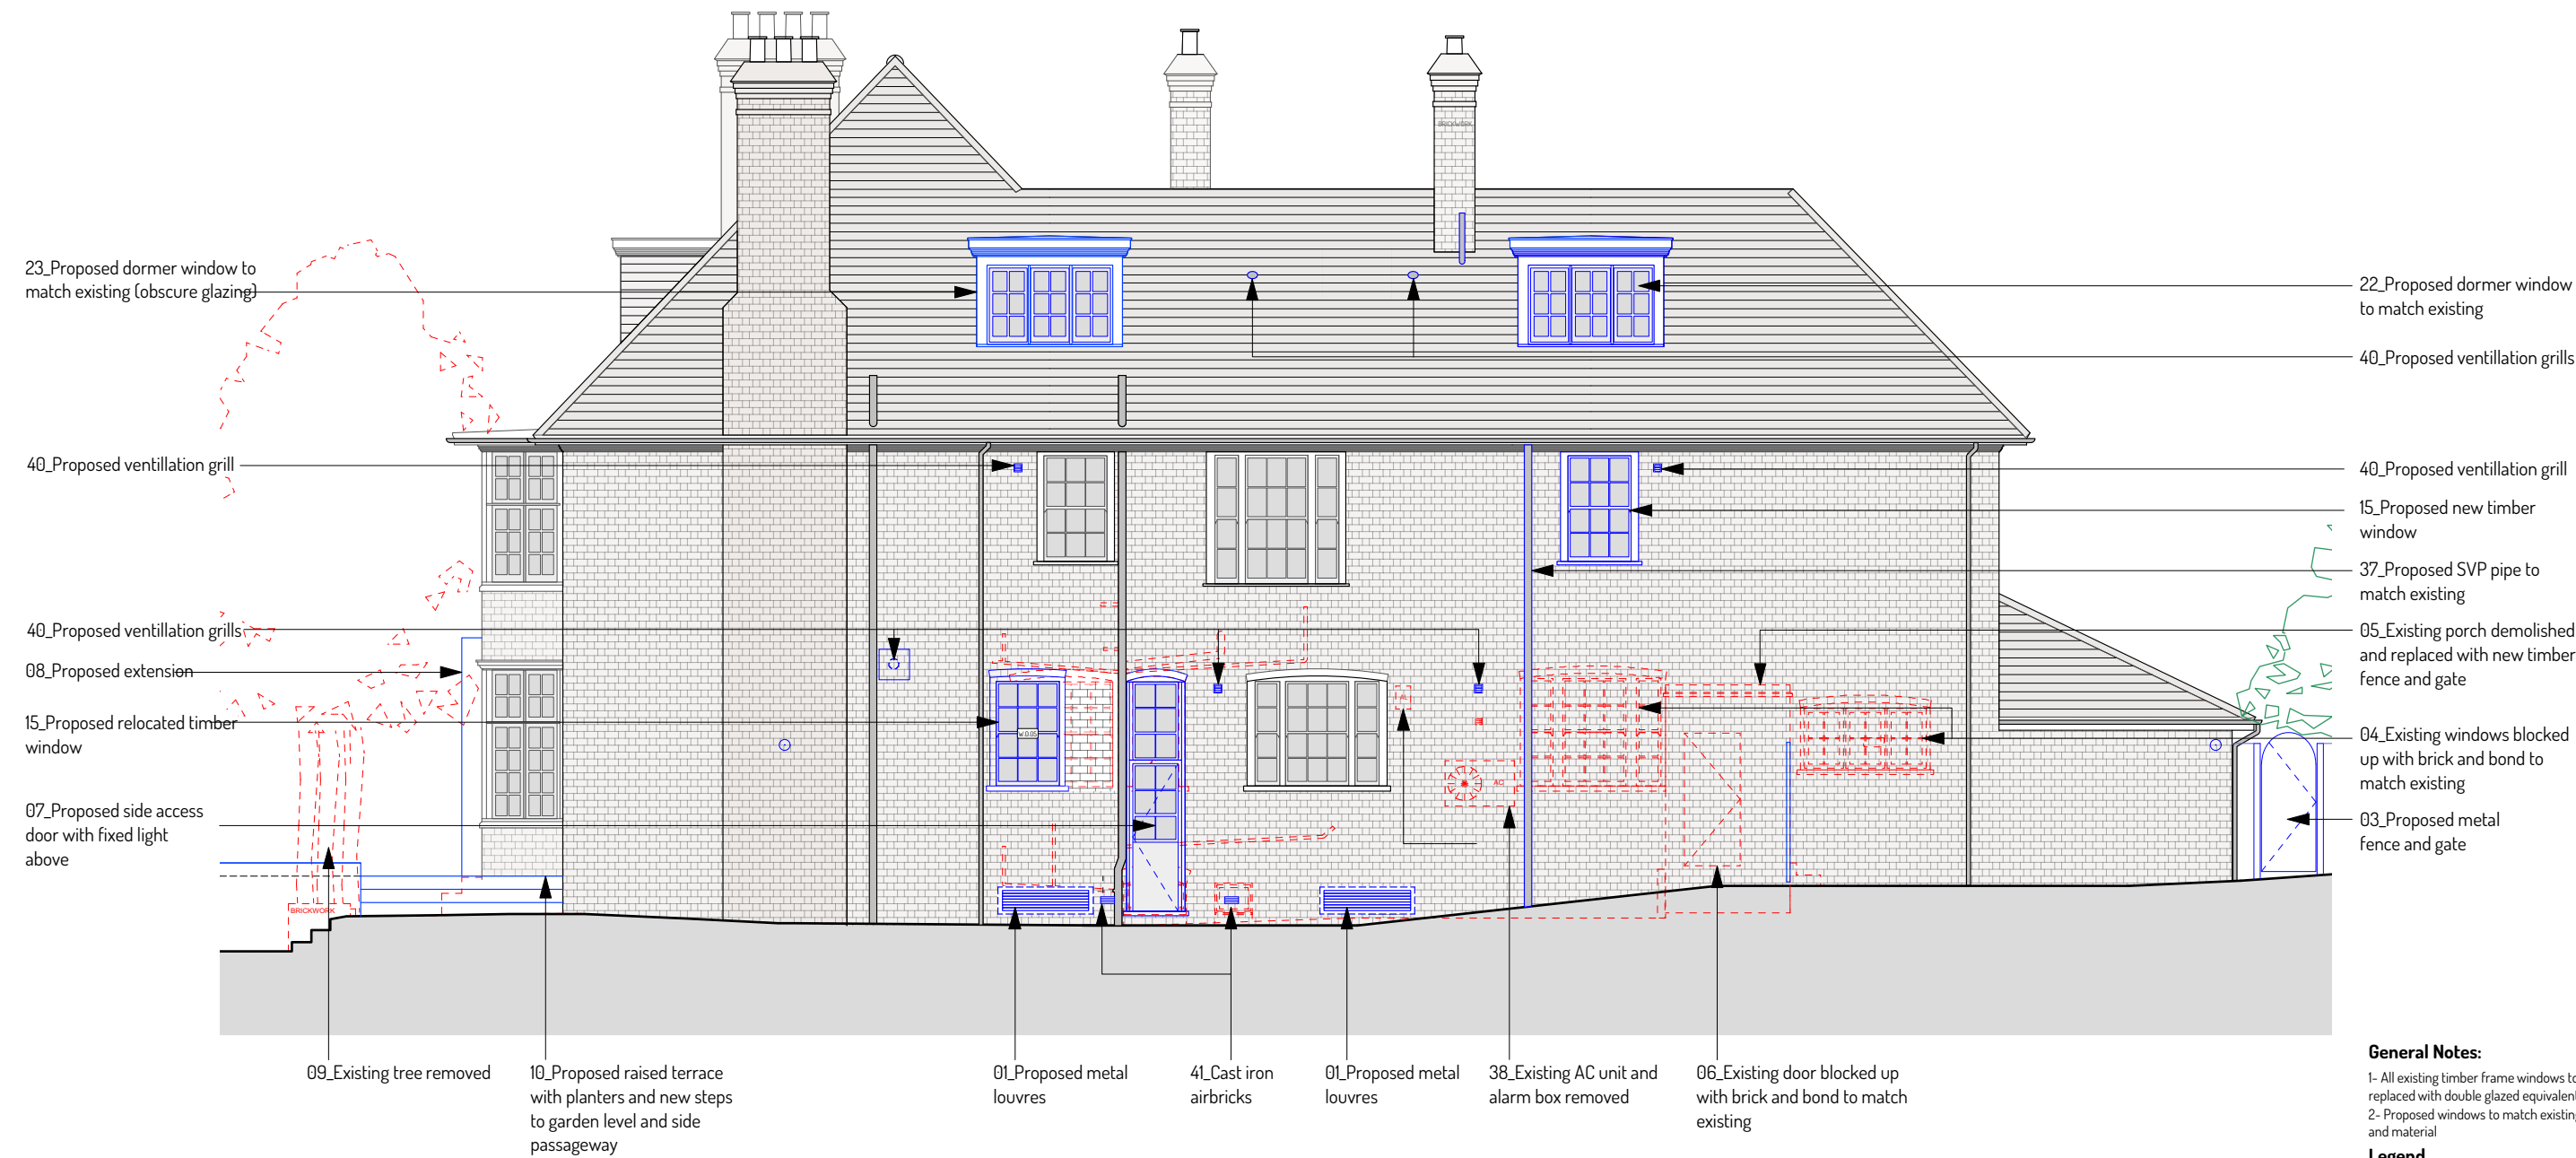 BRICKWORK
23_Proposed dormer window to
match existing (obscure glazing)
40_Proposed ventillation grill
40_Proposed ventillation grills
08_Proposed extension
15_Proposed relocated timber
window
07_Proposed side access
door with fixed light
above
22_Proposed dormer window
to match existing
40_Proposed ventillation grills
40_Proposed ventillation grill
15_Proposed new timber
window
37_Proposed SVP pipe to
match existing
05_Existing porch demolished
and replaced with new timber
fence and gate
04_Existing windows blocked
up with brick and bond to
match existing
03_Proposed metal
fence and gate
W.0.05
AL
AC
BRICKWORK
09_Existing tree removed
10_Proposed raised terrace
with planters and new steps
to garden level and side
passageway
01_Proposed metal
louvres
41_Cast iron
airbricks
01_Proposed metal
louvres
38_Existing AC unit and
alarm box removed
06_Existing door blocked up
with brick and bond to match
existing
General Notes:
1- All existing timber frame windows to
replaced with double glazed equivalent
2- Proposed windows to match existing
and material
Legend